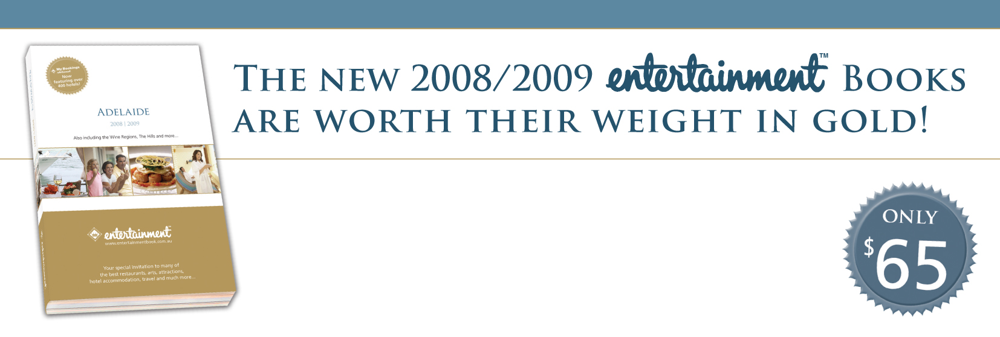 THE NEW 2008/2009 entertainment™ BOOKS
ARE WORTH THEIR WEIGHT IN GOLD!
My Bookings
Now
featuring over
400 hotels!
ADELAIDE
2008 | 2009
Also including the Wine Regions, The Hills and more...
entertainment™
www.entertainmentbook.com.au
Your special invitation to many of
the best restaurants, arts, attractions,
hotel accommodation, travel and much more...
ONLY
$65